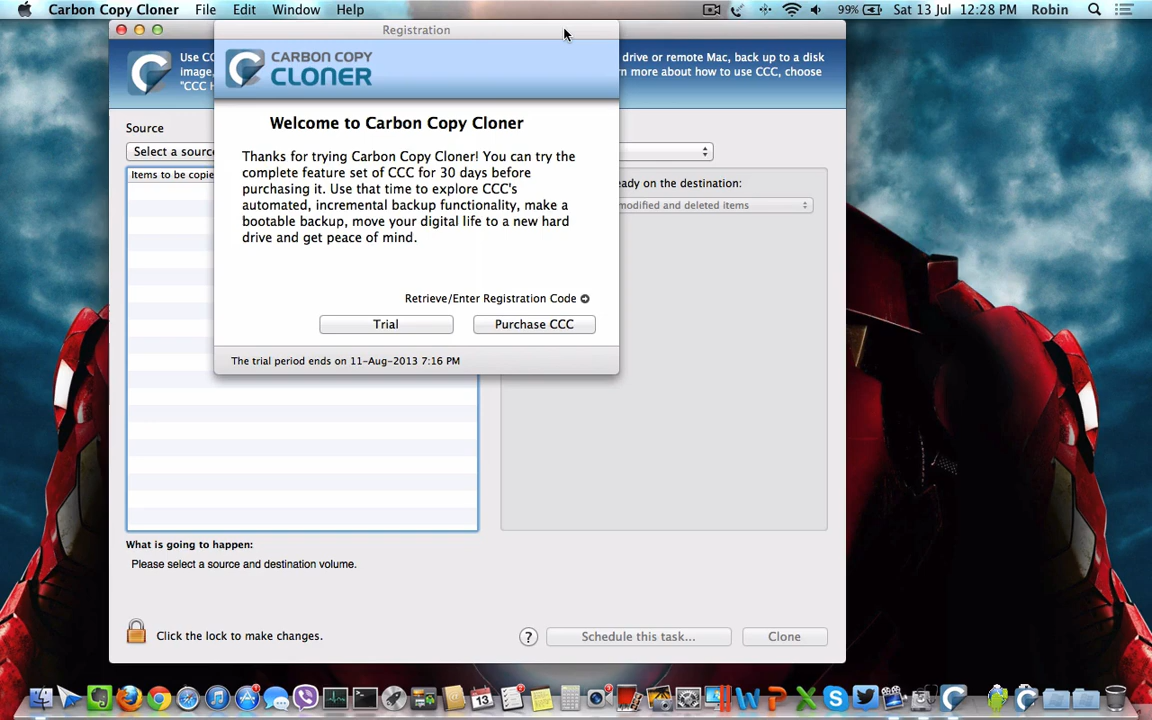 Carbon Copy Cloner File Edit Window Help 99% Sat 13 Jul 12:28 PM Robin
Registration
Use CC
image,
"CCC H
drive or remote Mac, back up to a disk
rn more about how to use CCC, choose
CARBON COPY
CLONER
Welcome to Carbon Copy Cloner
Thanks for trying Carbon Copy Cloner! You can try the
complete feature set of CCC for 30 days before
purchasing it. Use that time to explore CCC's
automated, incremental backup functionality, make a
bootable backup, move your digital life to a new hard
drive and get peace of mind.
Retrieve/Enter Registration Code
Trial Purchase CCC
The trial period ends on 11-Aug-2013 7:16 PM
Source
Select a sourc
Items to be copie
eady on the destination:
modified and deleted items
What is going to happen:
Please select a source and destination volume.
Click the lock to make changes.
? Schedule this task... Clone